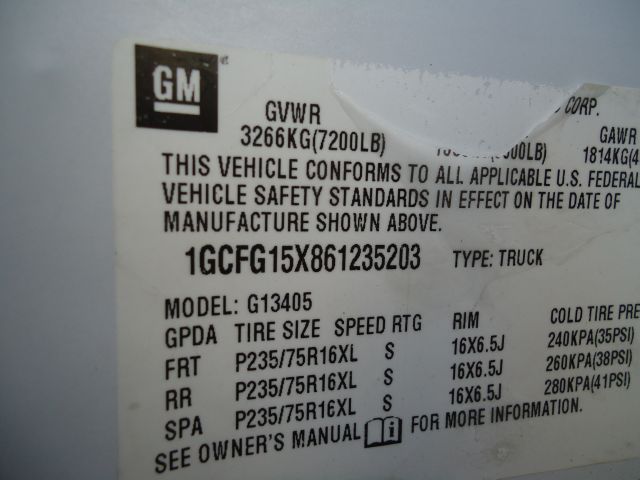 GM
CORP.
GVWR GAWR
3266KG(7200LB) 1814KG(4
THIS VEHICLE CONFORMS TO ALL APPLICABLE U.S. FEDERAL
VEHICLE SAFETY STANDARDS IN EFFECT ON THE DATE OF
MANUFACTURE SHOWN ABOVE.
1GCFG15X861235203 TYPE: TRUCK
MODEL: G13405
GPDA TIRE SIZE SPEED RTG RIM COLD TIRE PRE
FRT P235/75R16XL S 16X6.5J 240KPA(35PSI)
RR P235/75R16XL S 16X6.5J 260KPA(38PSI)
SPA P235/75R16XL S 16X6.5J 280KPA(41PSI)
SEE OWNER'S MANUAL i FOR MORE INFORMATION.